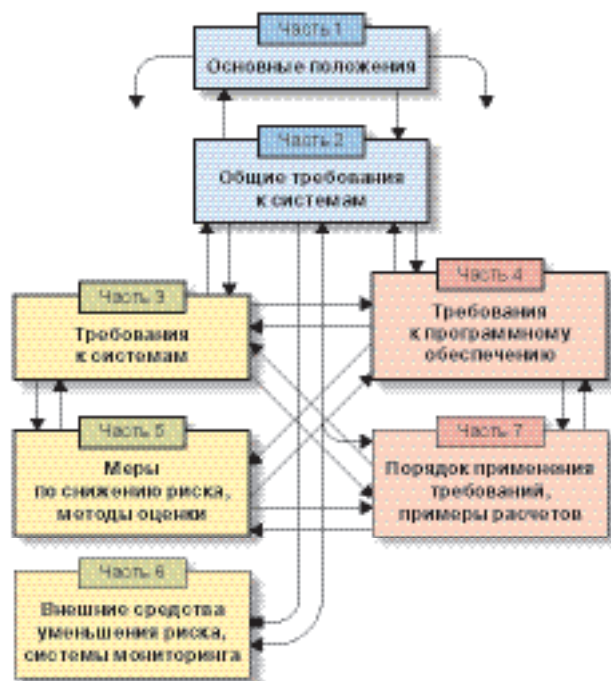 Часть 1
Основные положения
Часть 2
Общие требования
к системам
Часть 3
Требования
к системам
Часть 4
Требования
к программному
обеспечению
Часть 5
Меры
по снижению риска,
методы оценки
Часть 7
Порядок применения
требований,
примеры расчетов
Часть 6
Внешние средства
уменьшения риска,
системы мониторинга